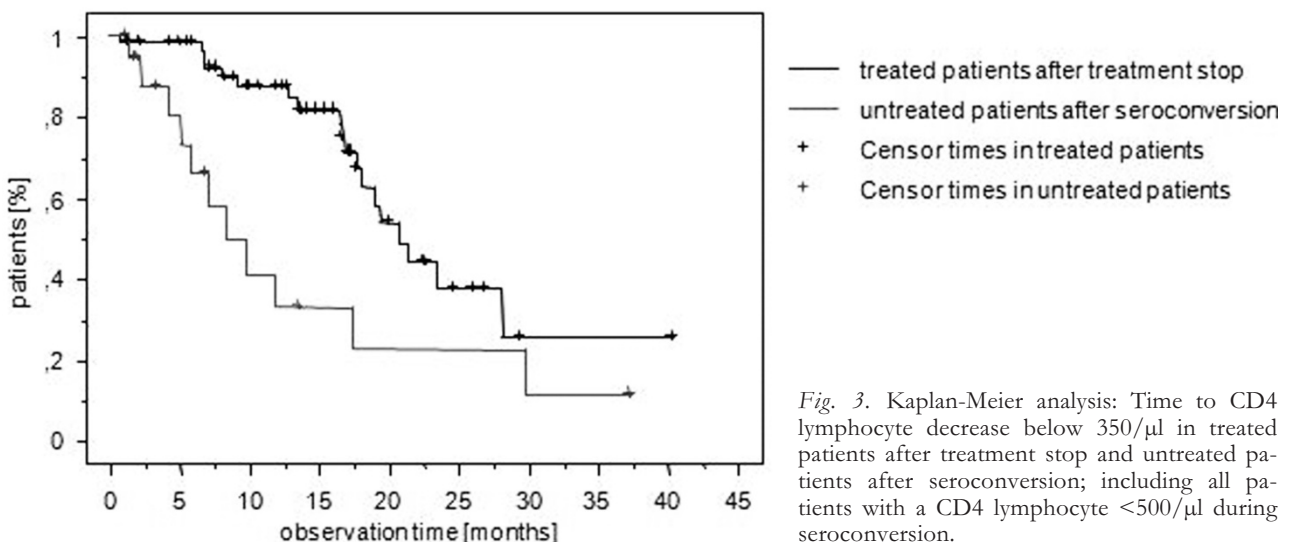 1
,8
,6
,4
,2
0
patients [%]
0 5 10 15 20 25 30 35 40 45
observation time [months]
treated patients after treatment stop
untreated patients after seroconversion
+ Censor times in treated patients
+ Censor times in untreated patients
Fig. 3. Kaplan-Meier analysis: Time to CD4
lymphocyte decrease below 350/μl in treated
patients after treatment stop and untreated pa-
tients after seroconversion; including all pa-
tients with a CD4 lymphocyte <500/μl during
seroconversion.